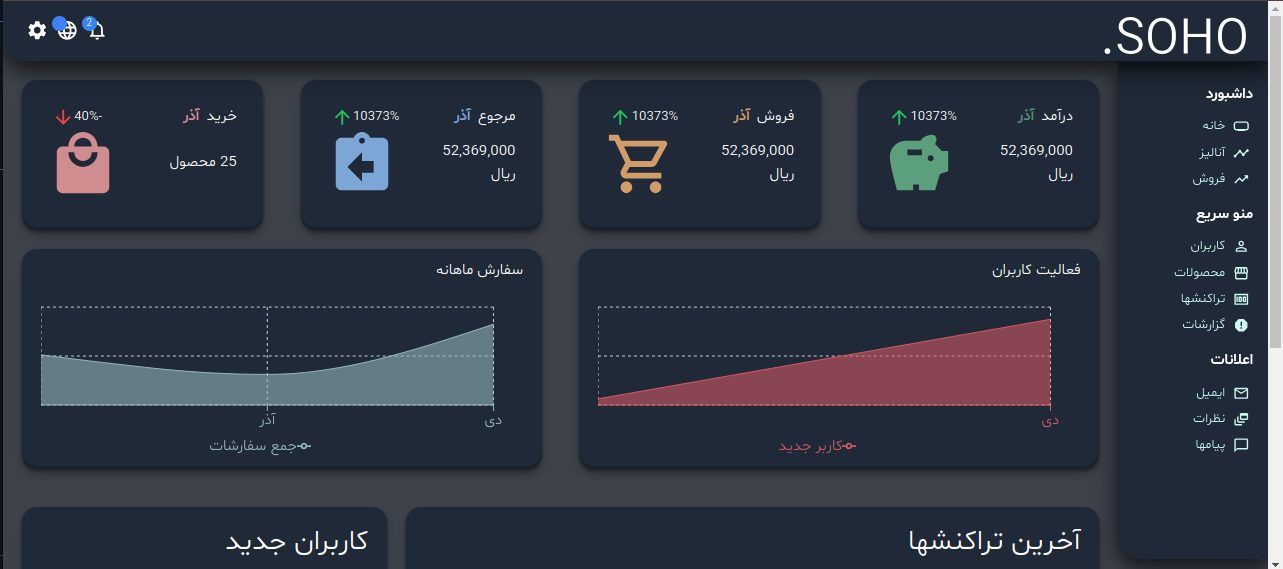 SOHO.
2
داشبورد
خانه
آنالیز
فروش
منو سریع
کاربران
محصولات
تراکنشها
گزارشات
اعلانات
ایمیل
نظرات
پیامها
درآمد آذر
10373%
52,369,000
ریال
فروش آذر
10373%
52,369,000
ریال
مرجوع آذر
10373%
52,369,000
ریال
خرید آذر
-40%
25 محصول
فعالیت کاربران
دی
کاربر جدید
سفارش ماهانه
آذر
دی
جمع سفارشات
آخرین تراکنشها
کاربران جدید